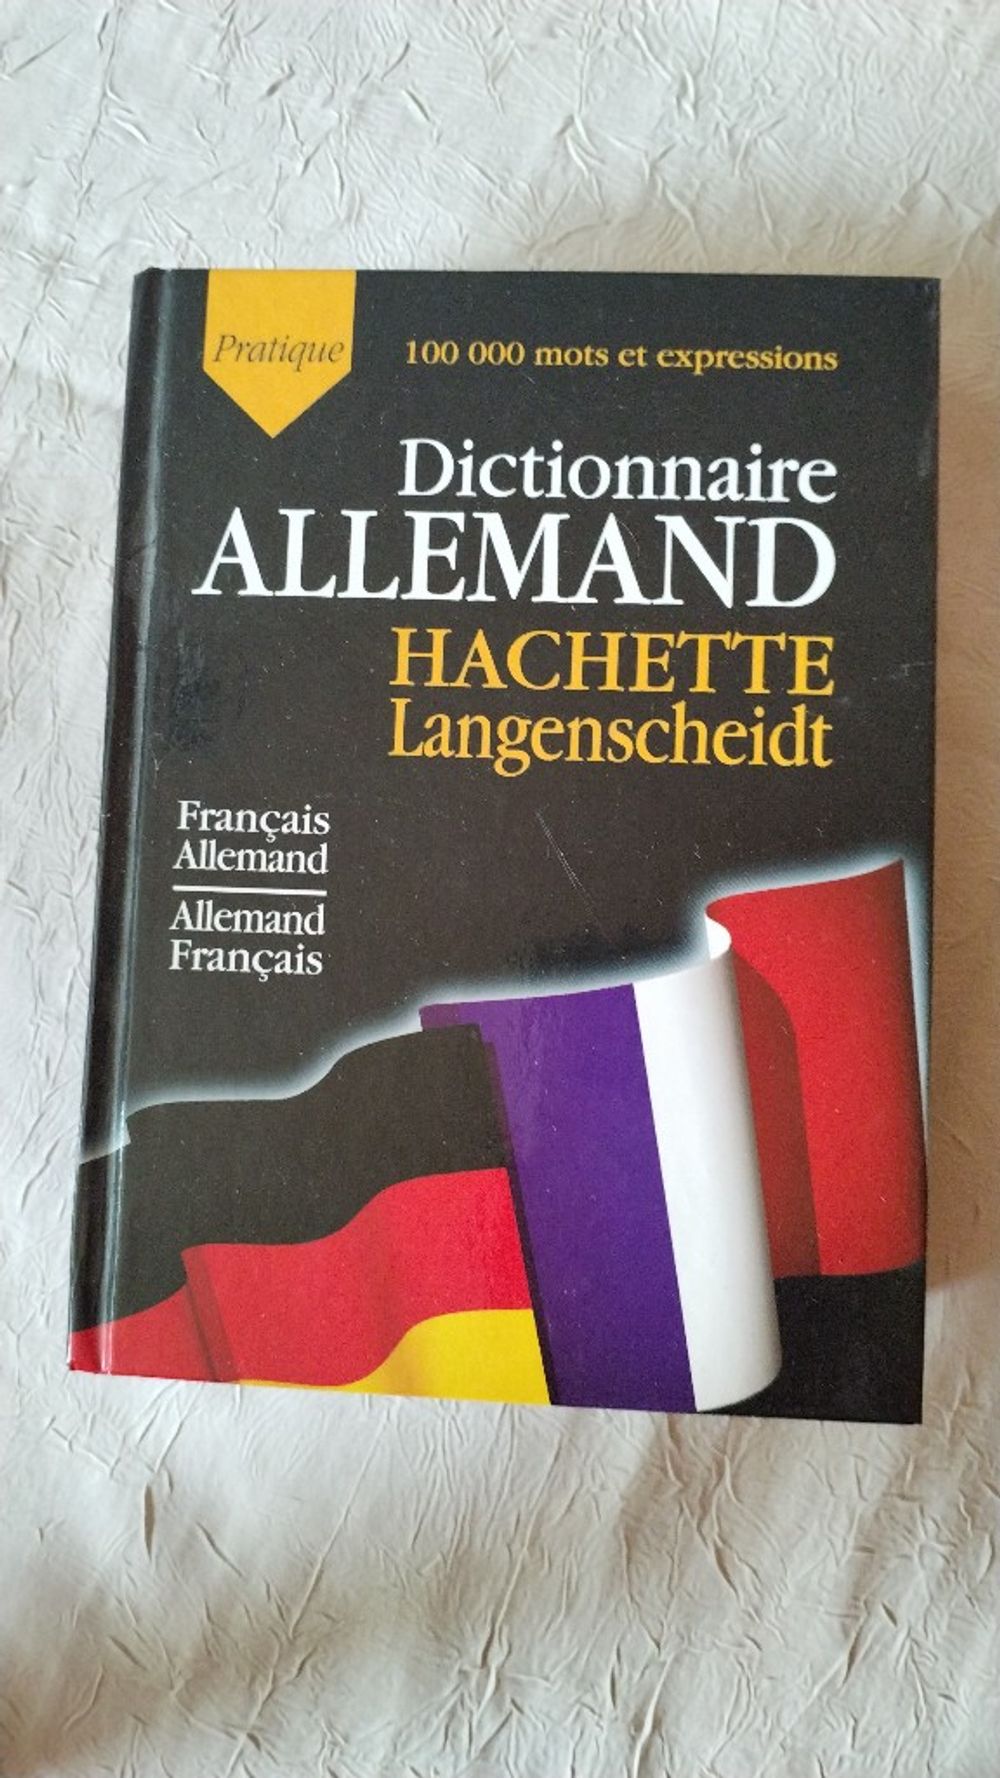 Pratique
100 000 mots et expressions
Dictionnaire
ALLEMAND
HACHETTE
Langenscheidt
Français
Allemand
Allemand
Français